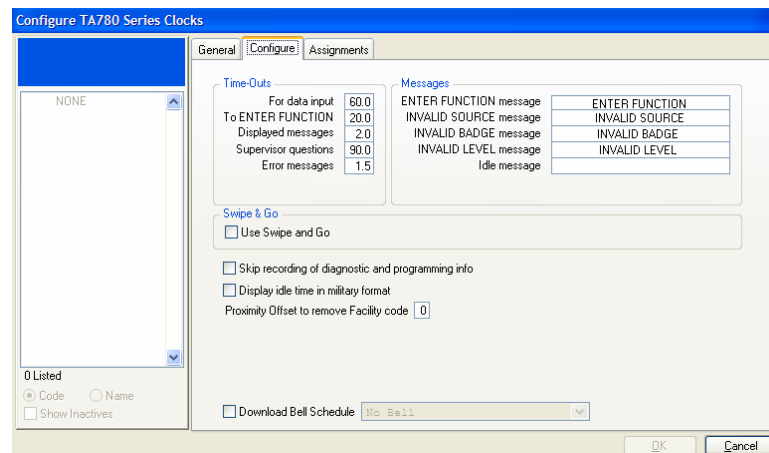 Configure TA780 Series Clocks
General Configure Assignments
NONE
0 Listed
Code Name
Show Inactives
Time-Outs
For data input 60.0
To ENTER FUNCTION 20.0
Displayed messages 2.0
Supervisor questions 90.0
Error messages 1.5
Messages
ENTER FUNCTION message ENTER FUNCTION
INVALID SOURCE message INVALID SOURCE
INVALID BADGE message INVALID BADGE
INVALID LEVEL message INVALID LEVEL
Idle message
Swipe & Go
Use Swipe and Go
Skip recording of diagnostic and programming info
Display idle time in military format
Proximity Offset to remove Facility code 0
Download Bell Schedule No Bell
OK Cancel